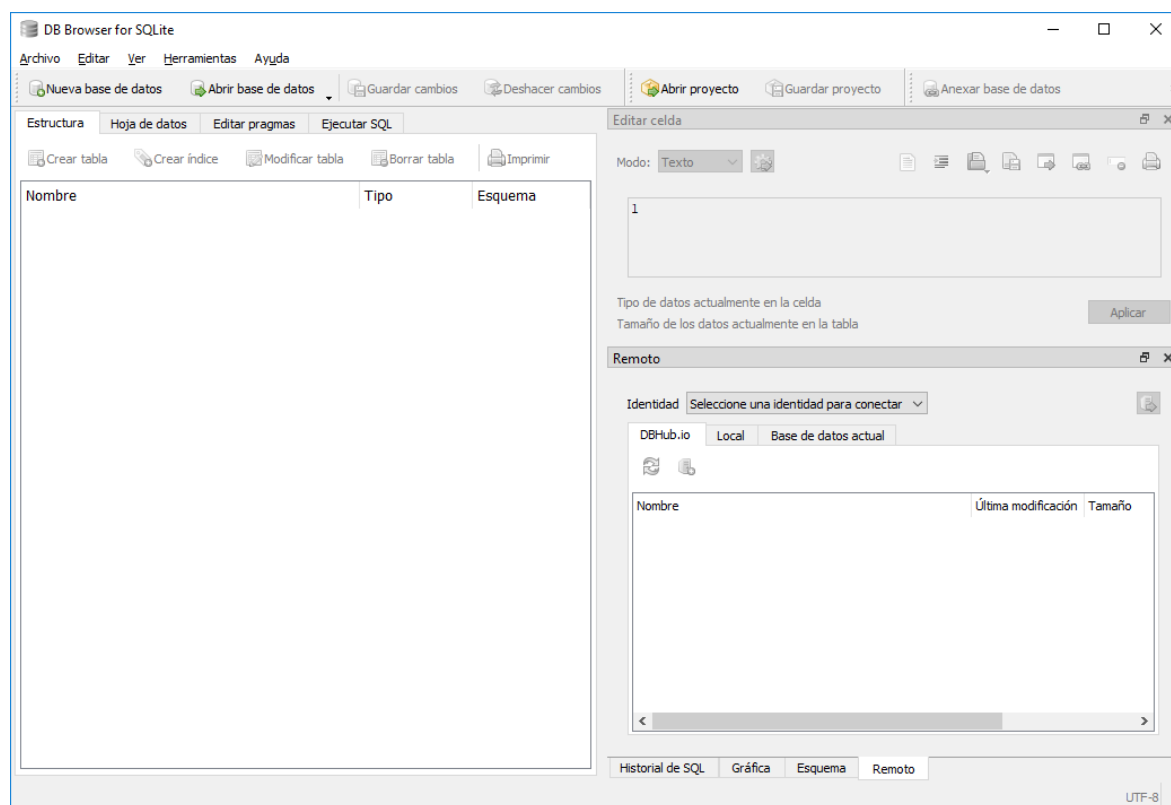 DB Browser for SQLite
Archivo Editar Ver Herramientas Ayuda
Nueva base de datos Abrir base de datos Guardar cambios Deshacer cambios Abrir proyecto Guardar proyecto Anexar base de datos
Estructura Hoja de datos Editar pragmas Ejecutar SQL
Crear tabla Crear índice Modificar tabla Borrar tabla Imprimir
Nombre Tipo Esquema
Editar celda
Modo: Texto
1
Tipo de datos actualmente en la celda
Tamaño de los datos actualmente en la tabla
Aplicar
Remoto
Identidad Seleccione una identidad para conectar
DBHub.io Local Base de datos actual
Nombre Última modificación Tamaño
Historial de SQL Gráfica Esquema Remoto
UTF-8